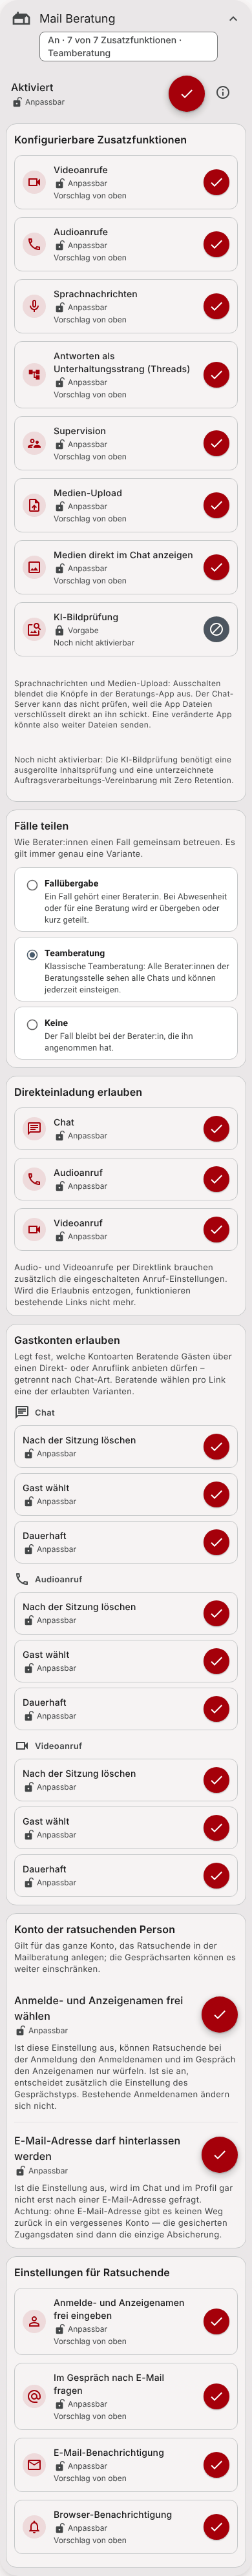 Mail Beratung
An · 7 von 7 Zusatzfunktionen ·
Teamberatung
Aktiviert
Anpassbar
Konfigurierbare Zusatzfunktionen
Videoanrufe
Anpassbar
Vorschlag von oben
Audioanrufe
Anpassbar
Vorschlag von oben
Sprachnachrichten
Anpassbar
Vorschlag von oben
Antworten als
Unterhaltungsstrang (Threads)
Anpassbar
Vorschlag von oben
Supervision
Anpassbar
Vorschlag von oben
Medien-Upload
Anpassbar
Vorschlag von oben
Medien direkt im Chat anzeigen
Anpassbar
Vorschlag von oben
KI-Bildprüfung
Vorgabe
Noch nicht aktivierbar
Sprachnachrichten und Medien-Upload: Ausschalten
blendet die Knöpfe in der Beratungs-App aus. Der Chat-
Server kann das nicht prüfen, weil die App Dateien
verschlüsselt direkt an ihn schickt. Eine veränderte App
könnte also weiter Dateien senden.
Noch nicht aktivierbar: Die KI-Bildprüfung benötigt eine
ausgerollte Inhaltsprüfung und eine unterzeichnete
Auftragsverarbeitungs-Vereinbarung mit Zero Retention.
Fälle teilen
Wie Berater:innen einen Fall gemeinsam betreuen. Es
gilt immer genau eine Variante.
Fallübergabe
Ein Fall gehört einer Berater:in. Bei Abwesenheit
oder für eine Beratung wird er übergeben oder
kurz geteilt.
Teamberatung
Klassische Teamberatung: Alle Berater:innen der
Beratungsstelle sehen alle Chats und können
jederzeit einsteigen.
Keine
Der Fall bleibt bei der Berater:in, die ihn
angenommen hat.
Direkteinladung erlauben
Chat
Anpassbar
Audioanruf
Anpassbar
Videoanruf
Anpassbar
Audio- und Videoanrufe per Direktlink brauchen
zusätzlich die eingeschalteten Anruf-Einstellungen.
Wird die Erlaubnis entzogen, funktionieren
bestehende Links nicht mehr.
Gastkonten erlauben
Legt fest, welche Kontoarten Beratende Gästen über
einen Direkt- oder Anruflink anbieten dürfen –
getrennt nach Chat-Art. Beratende wählen pro Link
eine der erlaubten Varianten.
Chat
Nach der Sitzung löschen
Anpassbar
Gast wählt
Anpassbar
Dauerhaft
Anpassbar
Audioanruf
Nach der Sitzung löschen
Anpassbar
Gast wählt
Anpassbar
Dauerhaft
Anpassbar
Videoanruf
Nach der Sitzung löschen
Anpassbar
Gast wählt
Anpassbar
Dauerhaft
Anpassbar
Konto der ratsuchenden Person
Gilt für das ganze Konto, das Ratsuchende in der
Mailberatung anlegen; die Gesprächsarten können es
weiter einschränken.
Anmelde- und Anzeigenamen frei
wählen
Anpassbar
Ist diese Einstellung aus, können Ratsuchende bei
der Anmeldung den Anmeldenamen und im Gespräch
den Anzeigenamen nur würfeln. Ist sie an,
entscheidet zusätzlich die Einstellung des
Gesprächstyps. Bestehende Anmeldenamen ändern
sich nicht.
E-Mail-Adresse darf hinterlassen
werden
Anpassbar
Ist die Einstellung aus, wird im Chat und im Profil gar
nicht erst nach einer E-Mail-Adresse gefragt.
Achtung: ohne E-Mail-Adresse gibt es keinen Weg
zurück in ein vergessenes Konto — die gesicherten
Zugangsdaten sind dann die einzige Absicherung.
Einstellungen für Ratsuchende
Anmelde- und Anzeigenamen
frei eingeben
Anpassbar
Vorschlag von oben
Im Gespräch nach E-Mail
fragen
Anpassbar
Vorschlag von oben
E-Mail-Benachrichtigung
Anpassbar
Vorschlag von oben
Browser-Benachrichtigung
Anpassbar
Vorschlag von oben